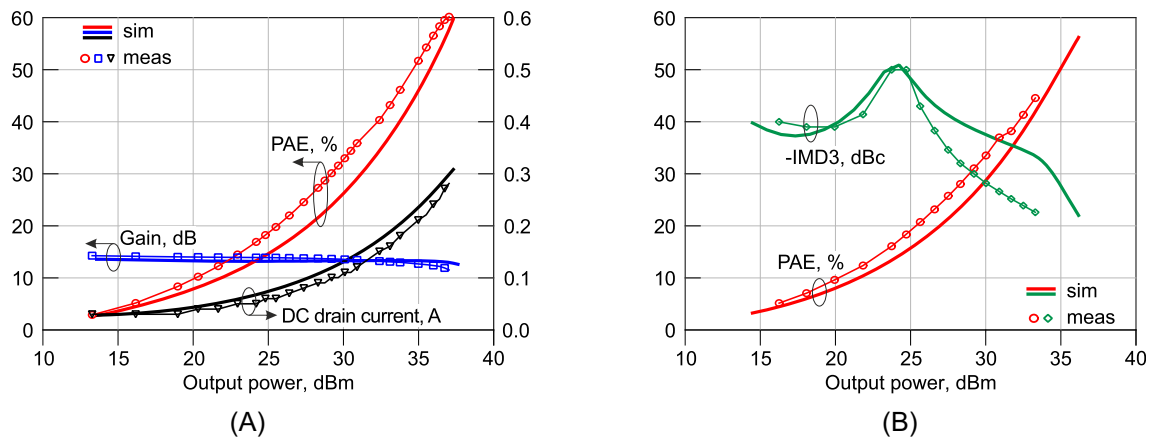 60
50
40
30
20
10
0
0.6
0.5
0.4
0.3
0.2
0.1
0.0
sim
meas
PAE, %
Gain, dB
DC drain current, A
10 15 20 25 30 35 40
Output power, dBm
(A)
60
50
40
30
20
10
0
-IMD3, dBc
PAE, %
sim
meas
10 15 20 25 30 35 40
Output power, dBm
(B)